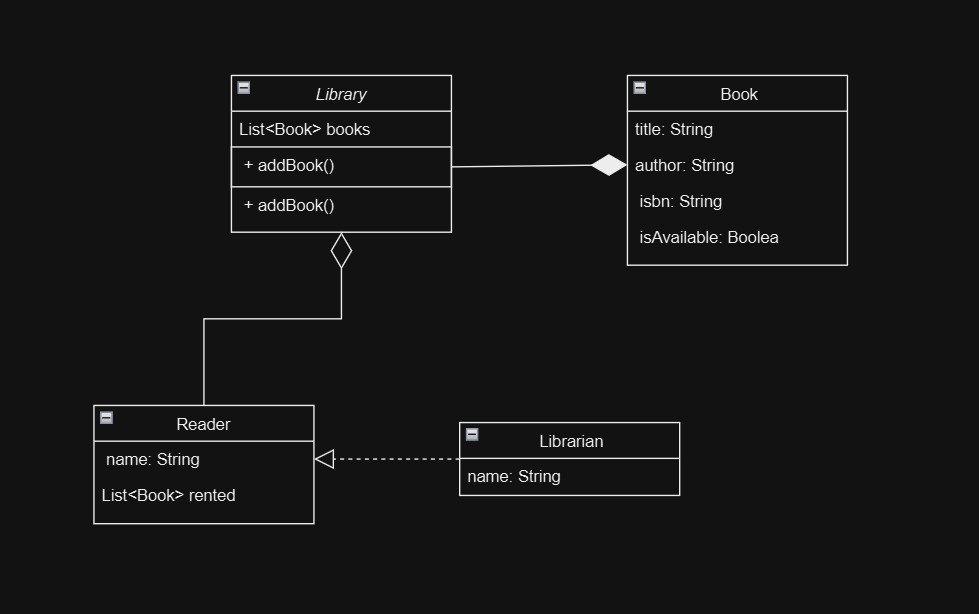 Library
List<Book> books
+ addBook()
+ addBook()
Book
title: String
author: String
isbn: String
isAvailable: Boolea
Reader
name: String
List<Book> rented
Librarian
name: String